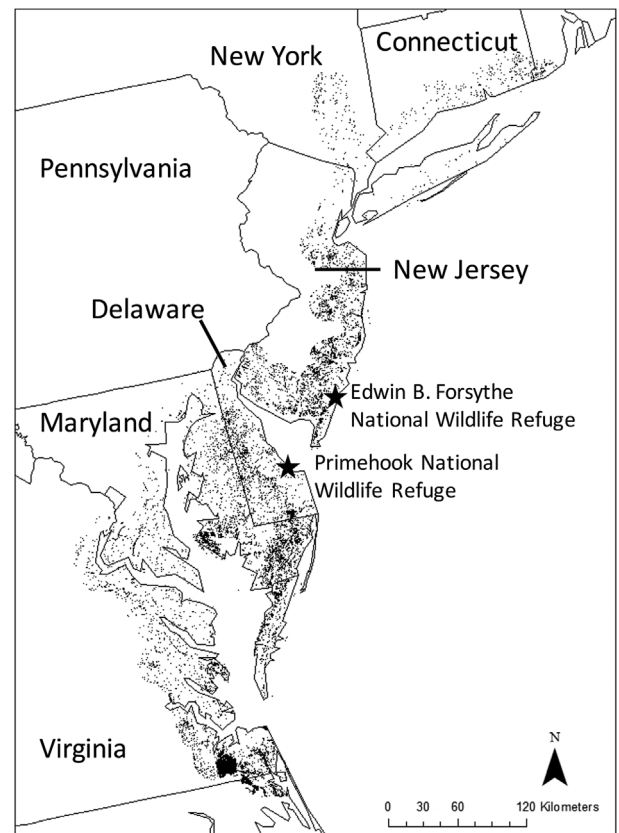 New York
Connecticut
Pennsylvania
New Jersey
Delaware
Edwin B. Forsythe
National Wildlife Refuge
Maryland
Primehook National
Wildlife Refuge
Virginia
N
0 30 60 120 Kilometers